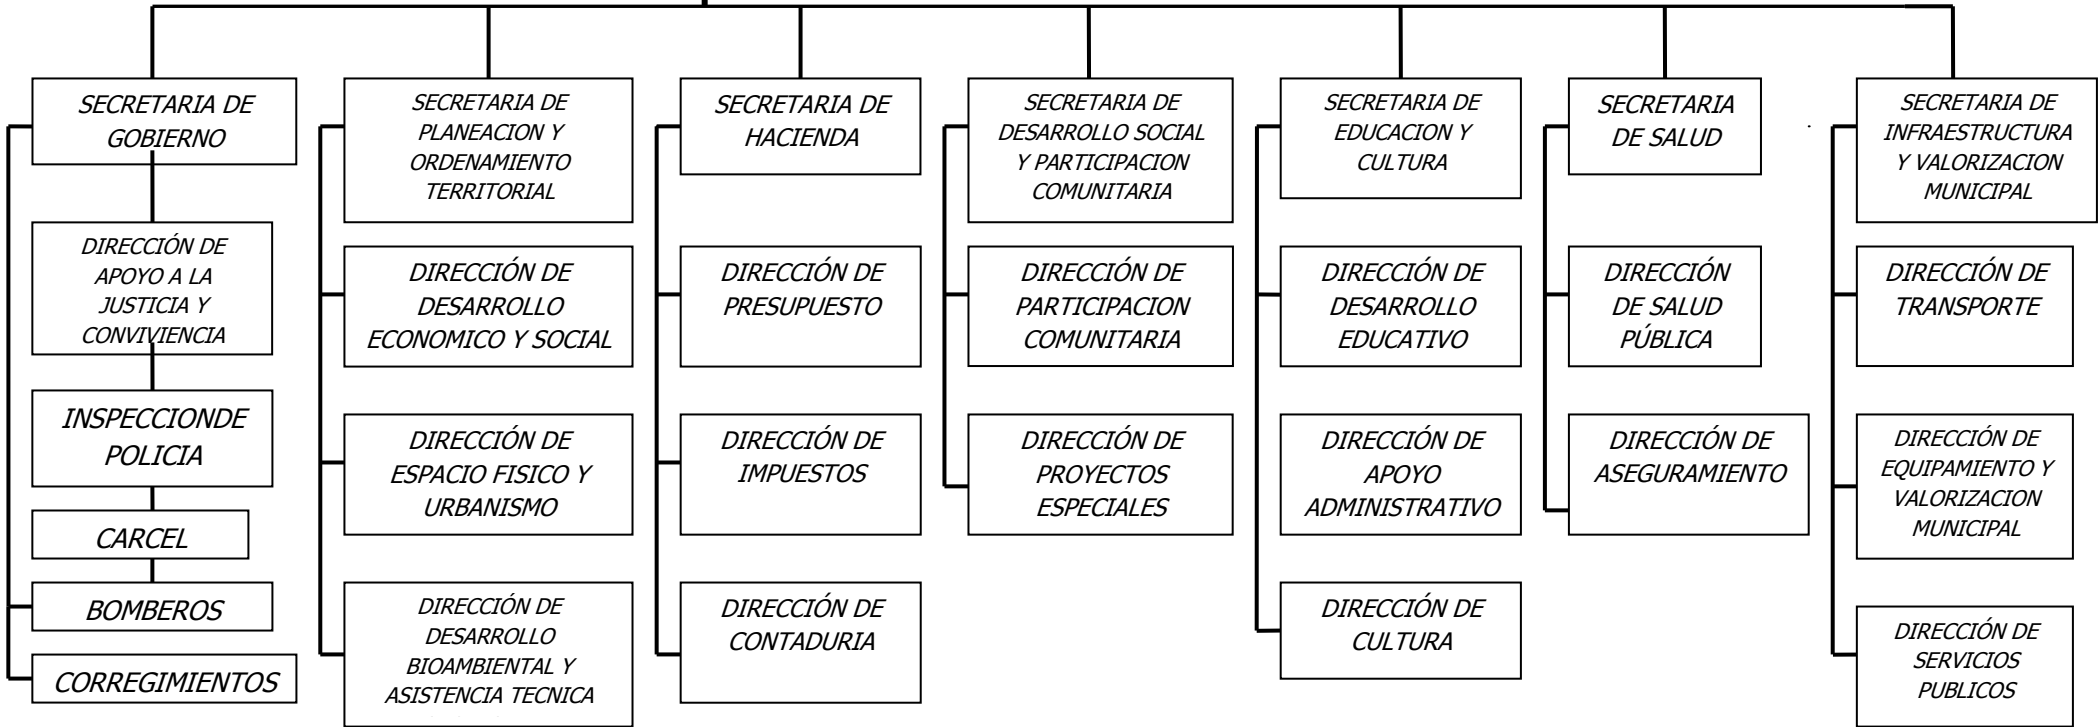 SECRETARIA DE
GOBIERNO
DIRECCIÓN DE
APOYO A LA
JUSTICIA Y
CONVIVIENCIA
INSPECCIONDE
POLICIA
CARCEL
BOMBEROS
CORREGIMIENTOS
SECRETARIA DE
PLANEACION Y
ORDENAMIENTO
TERRITORIAL
DIRECCIÓN DE
DESARROLLO
ECONOMICO Y SOCIAL
DIRECCIÓN DE
ESPACIO FISICO Y
URBANISMO
DIRECCIÓN DE
DESARROLLO
BIOAMBIENTAL Y
ASISTENCIA TECNICA
SECRETARIA DE
HACIENDA
DIRECCIÓN DE
PRESUPUESTO
DIRECCIÓN DE
IMPUESTOS
DIRECCIÓN DE
CONTADURIA
SECRETARIA DE
DESARROLLO SOCIAL
Y PARTICIPACION
COMUNITARIA
DIRECCIÓN DE
PARTICIPACION
COMUNITARIA
DIRECCIÓN DE
PROYECTOS
ESPECIALES
SECRETARIA DE
EDUCACION Y
CULTURA
DIRECCIÓN DE
DESARROLLO
EDUCATIVO
DIRECCIÓN DE
APOYO
ADMINISTRATIVO
DIRECCIÓN DE
CULTURA
SECRETARIA
DE SALUD
DIRECCIÓN
DE SALUD
PÚBLICA
DIRECCIÓN DE
ASEGURAMIENTO
SECRETARIA DE
INFRAESTRUCTURA
Y VALORIZACION
MUNICIPAL
DIRECCIÓN DE
TRANSPORTE
DIRECCIÓN DE
EQUIPAMIENTO Y
VALORIZACION
MUNICIPAL
DIRECCIÓN DE
SERVICIOS
PUBLICOS